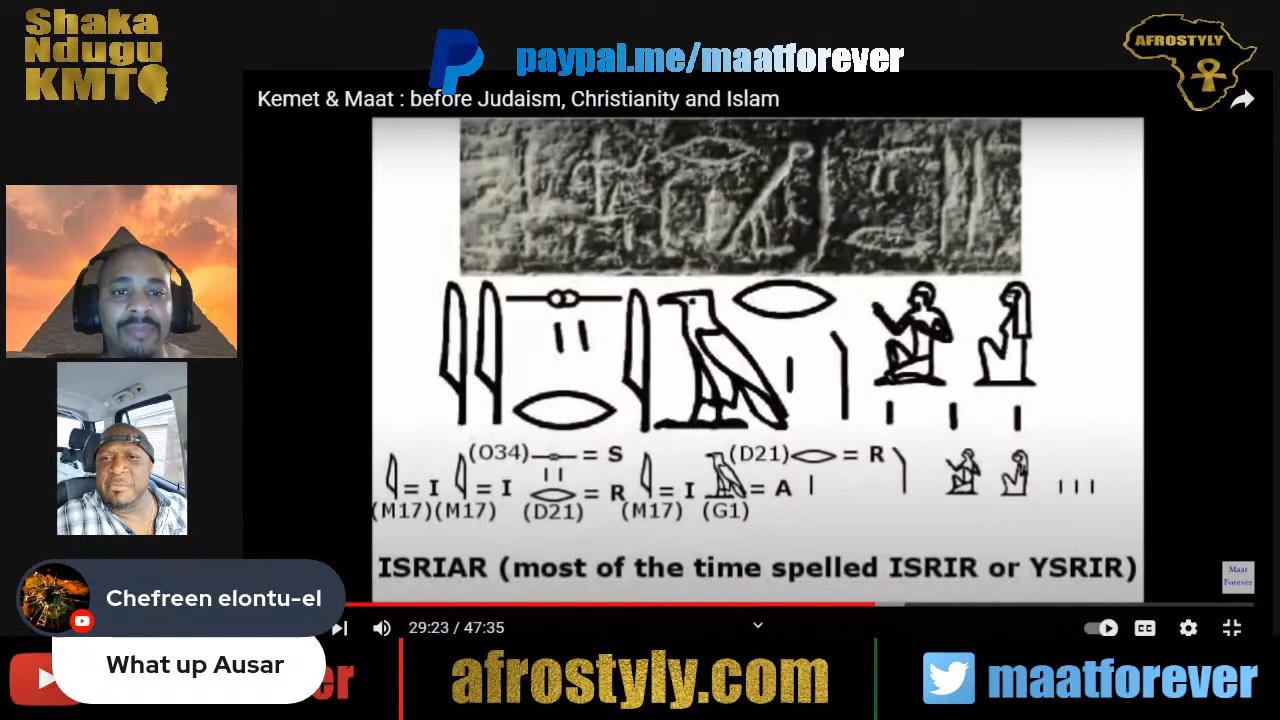 Shaka
Ndugu
KMT
paypal.me/maatforever
AFROSTYLY
Kemet & Maat : before Judaism, Christianity and Islam
(O34) = S
(D21) = R
= I = I = R = I = A
(M17)(M17) (D21) (M17) (G1)
ISRIAR (most of the time spelled ISRIR or YSRIR)
Maat
Forever
Chefreen elontu-el
What up Ausar
29:23 / 47:35
CC
afrostyly.com
maatforever